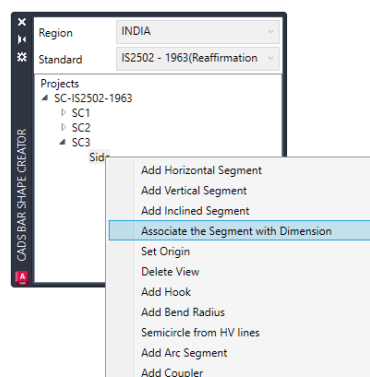 Region
INDIA
Standard
IS2502 - 1963(Reaffirmation
Projects
SC-IS2502-1963
SC1
SC2
SC3
Side
CADS BAR SHAPE CREATOR
A
Add Horizontal Segment
Add Vertical Segment
Add Inclined Segment
Associate the Segment with Dimension
Set Origin
Delete View
Add Hook
Add Bend Radius
Semicircle from HV lines
Add Arc Segment
Add Coupler